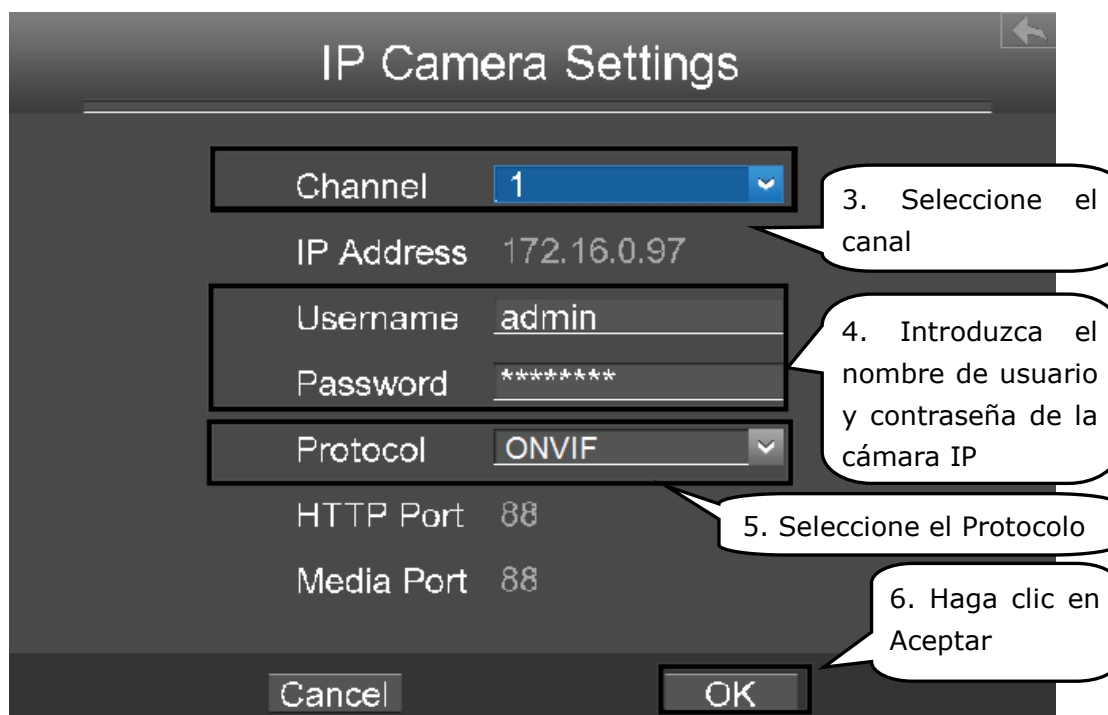 IP Camera Settings
Channel 1
3. Seleccione el
canal
IP Address 172.16.0.97
Username admin
4. Introduzca el
nombre de usuario
y contraseña de la
cámara IP
Password ********
Protocol ONVIF
HTTP Port 88
5. Seleccione el Protocolo
Media Port 88
6. Haga clic en
Aceptar
Cancel OK